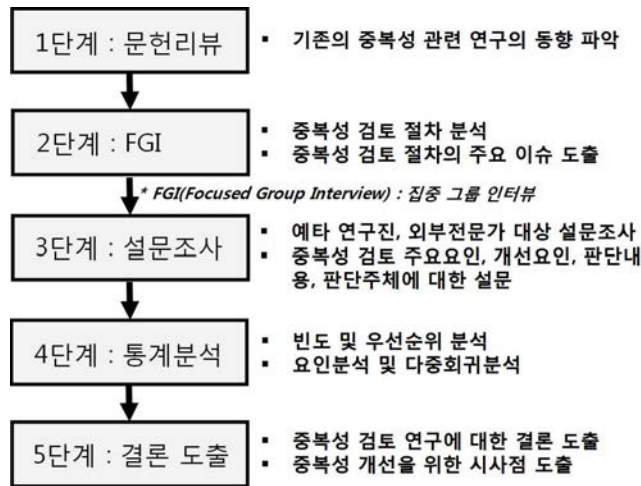 1단계 : 문헌리뷰
▪ 기존의 중복성 관련 연구의 동향 파악
2단계 : FGI
▪ 중복성 검토 절차 분석
▪ 중복성 검토 절차의 주요 이슈 도출
* FGI(Focused Group Interview) : 집중 그룹 인터뷰
3단계 : 설문조사
▪ 예타 연구진, 외부전문가 대상 설문조사
▪ 중복성 검토 주요요인, 개선요인, 판단내
용, 판단주체에 대한 설문
4단계 : 통계분석
▪ 빈도 및 우선순위 분석
▪ 요인분석 및 다중회귀분석
5단계 : 결론 도출
▪ 중복성 검토 연구에 대한 결론 도출
▪ 중복성 개선을 위한 시사점 도출